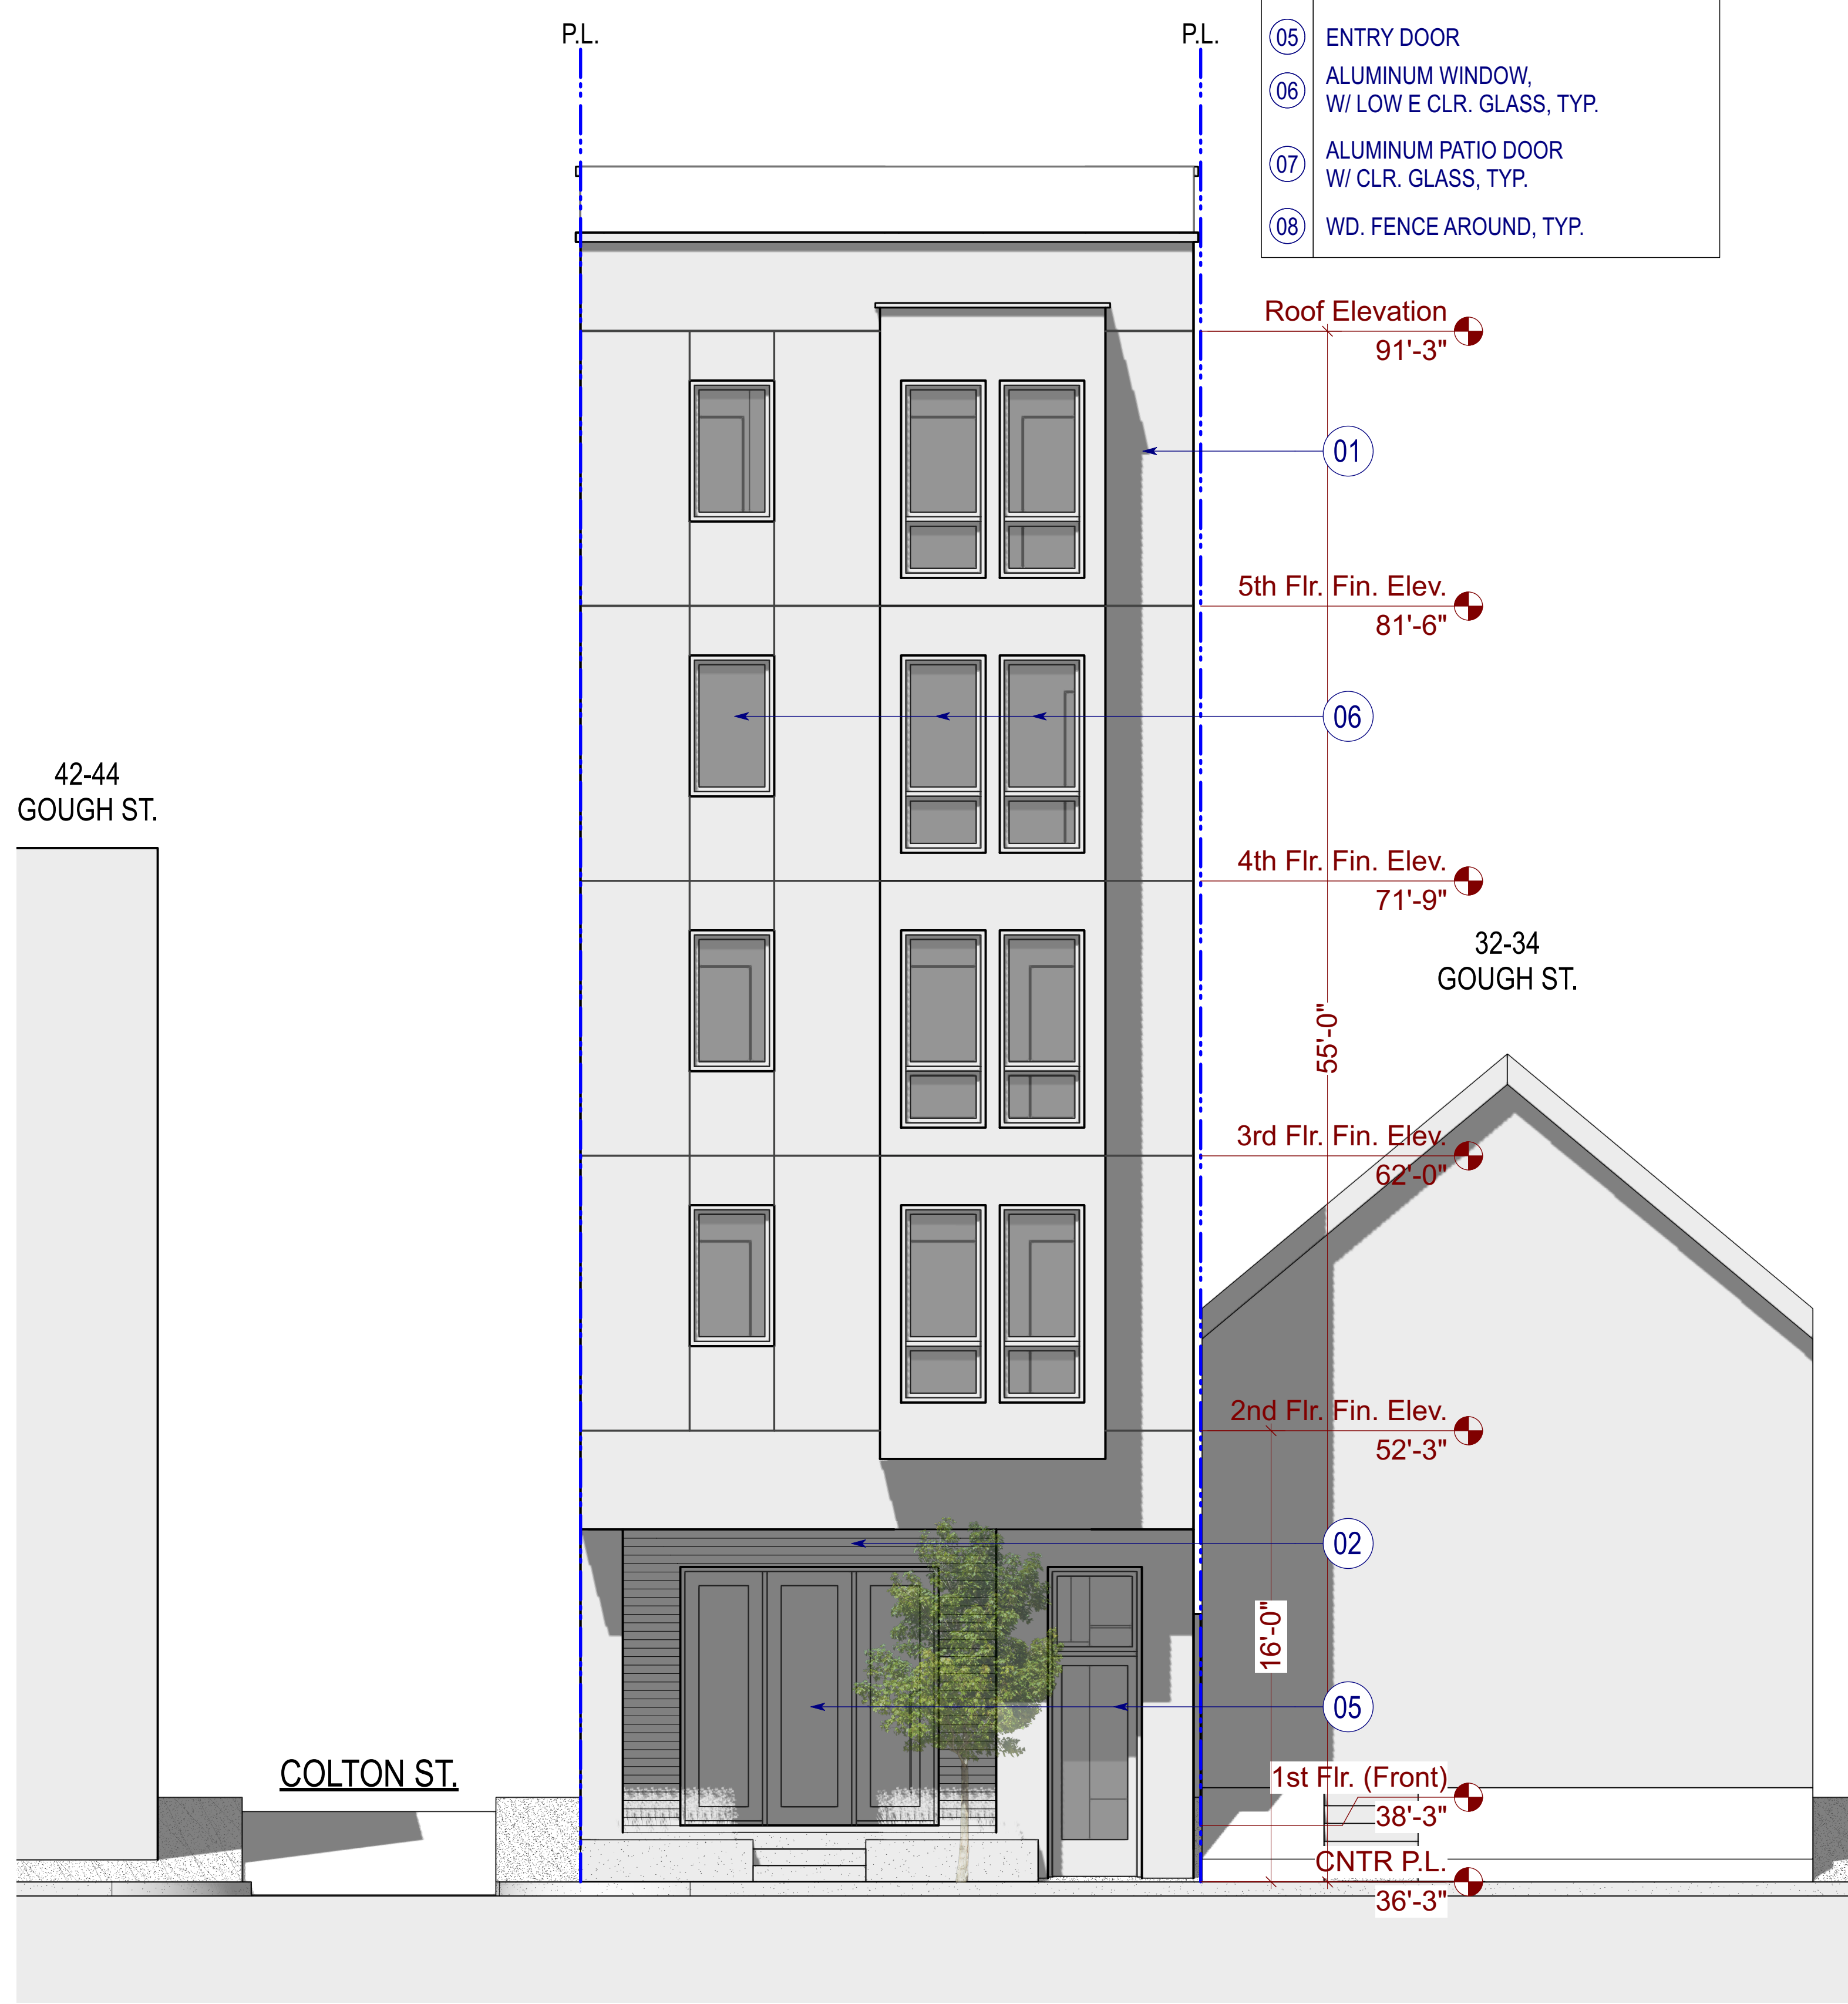 P.L.
P.L.
05 ENTRY DOOR
06 ALUMINUM WINDOW,
W/ LOW E CLR. GLASS, TYP.
07 ALUMINUM PATIO DOOR
W/ CLR. GLASS, TYP.
08 WD. FENCE AROUND, TYP.
Roof Elevation
91'-3"
01
5th Flr. Fin. Elev.
81'-6"
06
42-44
GOUGH ST.
4th Flr. Fin. Elev.
71'-9"
32-34
GOUGH ST.
55'-0"
3rd Flr. Fin. Elev.
62'-0"
2nd Flr. Fin. Elev.
52'-3"
02
16'-0"
05
COLTON ST.
1st Flr. (Front)
38'-3"
CNTR P.L.
36'-3"